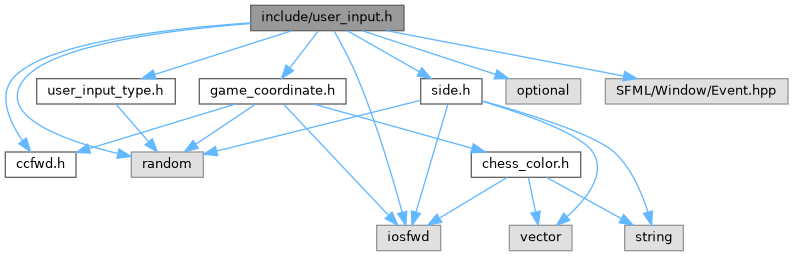 include/user_input.h
user_input_type.h
game_coordinate.h
side.h
optional
SFML/Window/Event.hpp
ccfwd.h
random
chess_color.h
iosfwd
vector
string